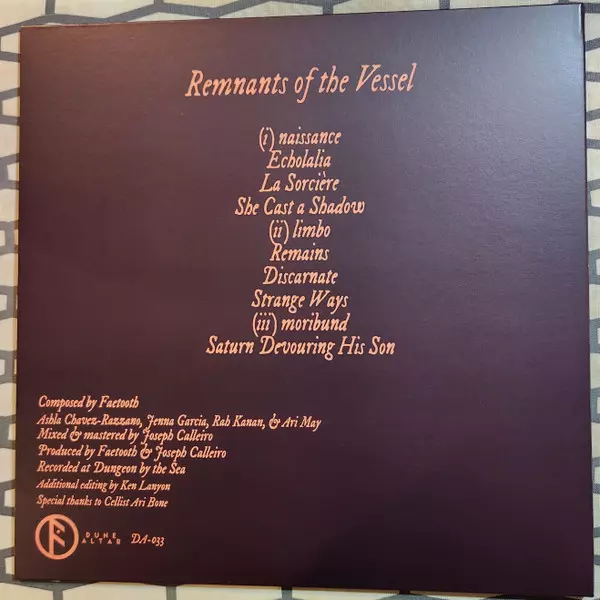 Remnants of the Vessel
(i) naissance
Echolalia
La Sorcière
She Cast a Shadow
(ii) limbo
Remains
Discarnate
Strange Ways
(iii) moribund
Saturn Devouring His Son
Composed by Faetooth
Ashla Chavez-Razzano, Jenna Garcia, Rah Kanan, & Ari May
Mixed & mastered by Joseph Calleiro
Produced by Faetooth & Joseph Calleiro
Recorded at Dungeon by the Sea
Additional editing by Ken Lanyon
Special thanks to Cellist Ari Bone
DUNE
ALTAR DA-033